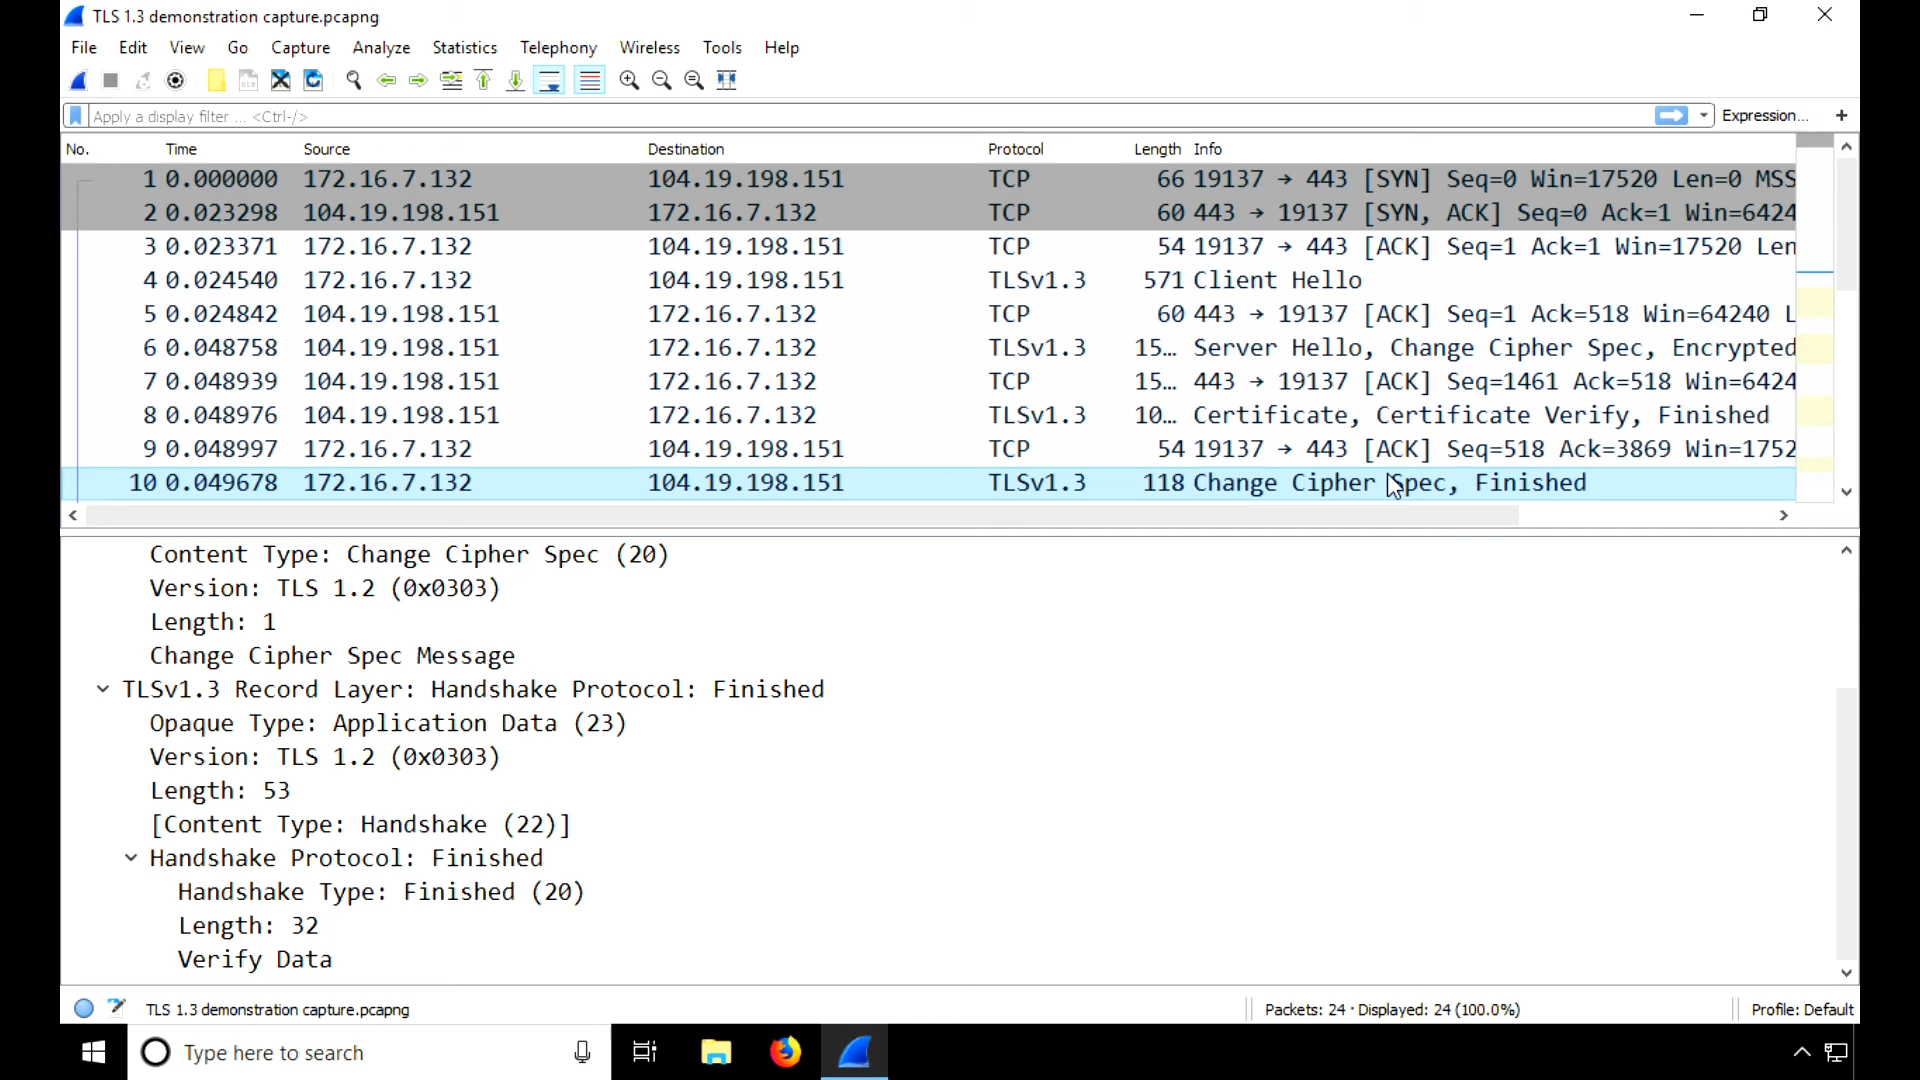 TLS 1.3 demonstration capture.pcapng
File Edit View Go Capture Analyze Statistics Telephony Wireless Tools Help
Apply a display filter ... <Ctrl-/> Expression... +
No. Time Source Destination Protocol Length Info
1 0.000000 172.16.7.132 104.19.198.151 TCP 66 19137 → 443 [SYN] Seq=0 Win=17520 Len=0 MSS
2 0.023298 104.19.198.151 172.16.7.132 TCP 60 443 → 19137 [SYN, ACK] Seq=0 Ack=1 Win=6424
3 0.023371 172.16.7.132 104.19.198.151 TCP 54 19137 → 443 [ACK] Seq=1 Ack=1 Win=17520 Len
4 0.024540 172.16.7.132 104.19.198.151 TLSv1.3 571 Client Hello
5 0.024842 104.19.198.151 172.16.7.132 TCP 60 443 → 19137 [ACK] Seq=1 Ack=518 Win=64240 L
6 0.048758 104.19.198.151 172.16.7.132 TLSv1.3 15… Server Hello, Change Cipher Spec, Encrypted
7 0.048939 104.19.198.151 172.16.7.132 TCP 15… 443 → 19137 [ACK] Seq=1461 Ack=518 Win=6424
8 0.048976 104.19.198.151 172.16.7.132 TLSv1.3 10… Certificate, Certificate Verify, Finished
9 0.048997 172.16.7.132 104.19.198.151 TCP 54 19137 → 443 [ACK] Seq=518 Ack=3869 Win=1752
10 0.049678 172.16.7.132 104.19.198.151 TLSv1.3 118 Change Cipher Spec, Finished
Content Type: Change Cipher Spec (20)
Version: TLS 1.2 (0x0303)
Length: 1
Change Cipher Spec Message
TLSv1.3 Record Layer: Handshake Protocol: Finished
Opaque Type: Application Data (23)
Version: TLS 1.2 (0x0303)
Length: 53
[Content Type: Handshake (22)]
Handshake Protocol: Finished
Handshake Type: Finished (20)
Length: 32
Verify Data
TLS 1.3 demonstration capture.pcapng Packets: 24 · Displayed: 24 (100.0%) Profile: Default
Type here to search